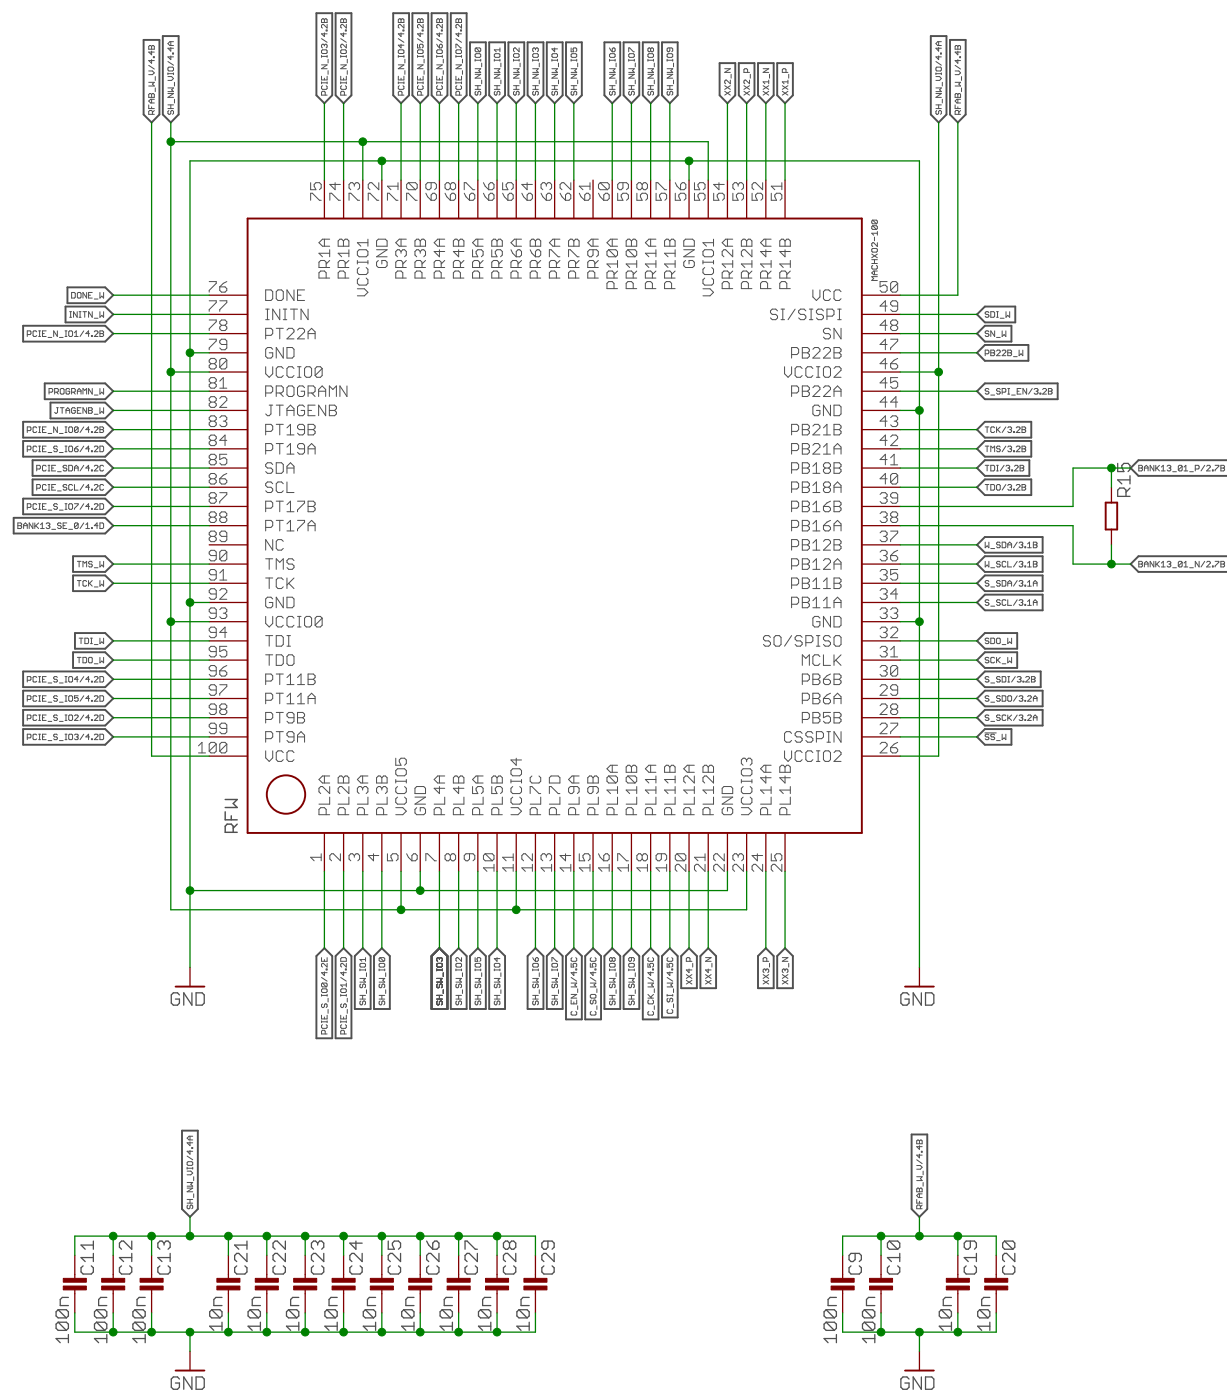 RFAB_W_V/4.4B
SH_NW_VIO/4.4A
PCIE_N_IO3/4.2B
PCIE_N_IO2/4.2B
PCIE_N_IO4/4.2B
PCIE_N_IO5/4.2B
PCIE_N_IO6/4.2B
PCIE_N_IO7/4.2B
SH_NW_IO0
SH_NW_IO1
SH_NW_IO2
SH_NW_IO3
SH_NW_IO4
SH_NW_IO5
SH_NW_IO6
SH_NW_IO7
SH_NW_IO8
SH_NW_IO9
XX2_N
XX2_P
XX1_N
XX1_P
SH_NW_VIO/4.4A
RFAB_W_V/4.4B
75
74
73
72
71
70
69
68
67
66
65
64
63
62
61
60
59
58
57
56
55
54
53
52
51
PR1A
PR1B
VCCIO1
GND
PR3A
PR3B
PR4A
PR4B
PR5A
PR5B
PR6A
PR6B
PR7A
PR7B
PR9A
PR10A
PR10B
PR11A
PR11B
GND
VCCIO1
PR12A
PR12B
PR14A
PR14B
MACHXO2-100
DONE_W 76 DONE
INITN_W 77 INITN
PCIE_N_IO1/4.2B 78 PT22A
79 GND
80 VCCIO0
PROGRAMN_W 81 PROGRAMN
JTAGENB_W 82 JTAGENB
PCIE_N_IO0/4.2B 83 PT19B
PCIE_S_IO6/4.2D 84 PT19A
PCIE_SDA/4.2C 85 SDA
PCIE_SCL/4.2C 86 SCL
PCIE_S_IO7/4.2D 87 PT17B
BANK13_SE_0/1.4D 88 PT17A
89 NC
TMS_W 90 TMS
TCK_W 91 TCK
92 GND
93 VCCIO0
TDI_W 94 TDI
TDO_W 95 TDO
PCIE_S_IO4/4.2D 96 PT11B
PCIE_S_IO5/4.2D 97 PT11A
PCIE_S_IO2/4.2D 98 PT9B
PCIE_S_IO3/4.2D 99 PT9A
100 VCC
VCC 50
SI/SISPI 49 SDI_W
SN 48 SN_W
PB22B 47 PB22B_W
VCCIO2 46
PB22A 45 S_SPI_EN/3.2B
GND 44
PB21B 43 TCK/3.2B
PB21A 42 TMS/3.2B
PB18B 41 TDI/3.2B
PB18A 40 TDO/3.2B
PB16B 39
PB16A 38
PB12B 37 W_SDA/3.1B
PB12A 36 W_SCL/3.1B
PB11B 35 S_SDA/3.1A
PB11A 34 S_SCL/3.1A
GND 33
SO/SPISO 32 SDO_W
MCLK 31 SCK_W
PB6B 30 S_SDI/3.2B
PB6A 29 S_SDO/3.2A
PB5B 28 S_SCK/3.2A
CSSPIN 27 SS_W
VCCIO2 26
BANK13_01_P/2.7B
R15
BANK13_01_N/2.7B
RFW
PL2A
PL2B
PL3A
PL3B
VCCIO5
GND
PL4A
PL4B
PL5A
PL5B
VCCIO4
PL7C
PL7D
PL9A
PL9B
PL10A
PL10B
PL11A
PL11B
PL12A
PL12B
GND
VCCIO3
PL14A
PL14B
1
2
3
4
5
6
7
8
9
10
11
12
13
14
15
16
17
18
19
20
21
22
23
24
25
PCIE_S_IO0/4.2E
PCIE_S_IO1/4.2D
SH_SW_IO1
SH_SW_IO0
SH_SW_IO3
SH_SW_IO2
SH_SW_IO5
SH_SW_IO4
SH_SW_IO6
SH_SW_IO7
C_EN_W/4.5C
C_SO_W/4.5C
SH_SW_IO8
SH_SW_IO9
C_CK_W/4.5C
C_SI_W/4.5C
XX4_P
XX4_N
XX3_P
XX3_N
GND
GND
SH_NW_VIO/4.4A
C11 100n
C12 100n
C13 100n
C21 10n
C22 10n
C23 10n
C24 10n
C25 10n
C26 10n
C27 10n
C28 10n
C29 10n
GND
RFAB_W_V/4.4B
C9 100n
C10 100n
C19 10n
C20 10n
GND